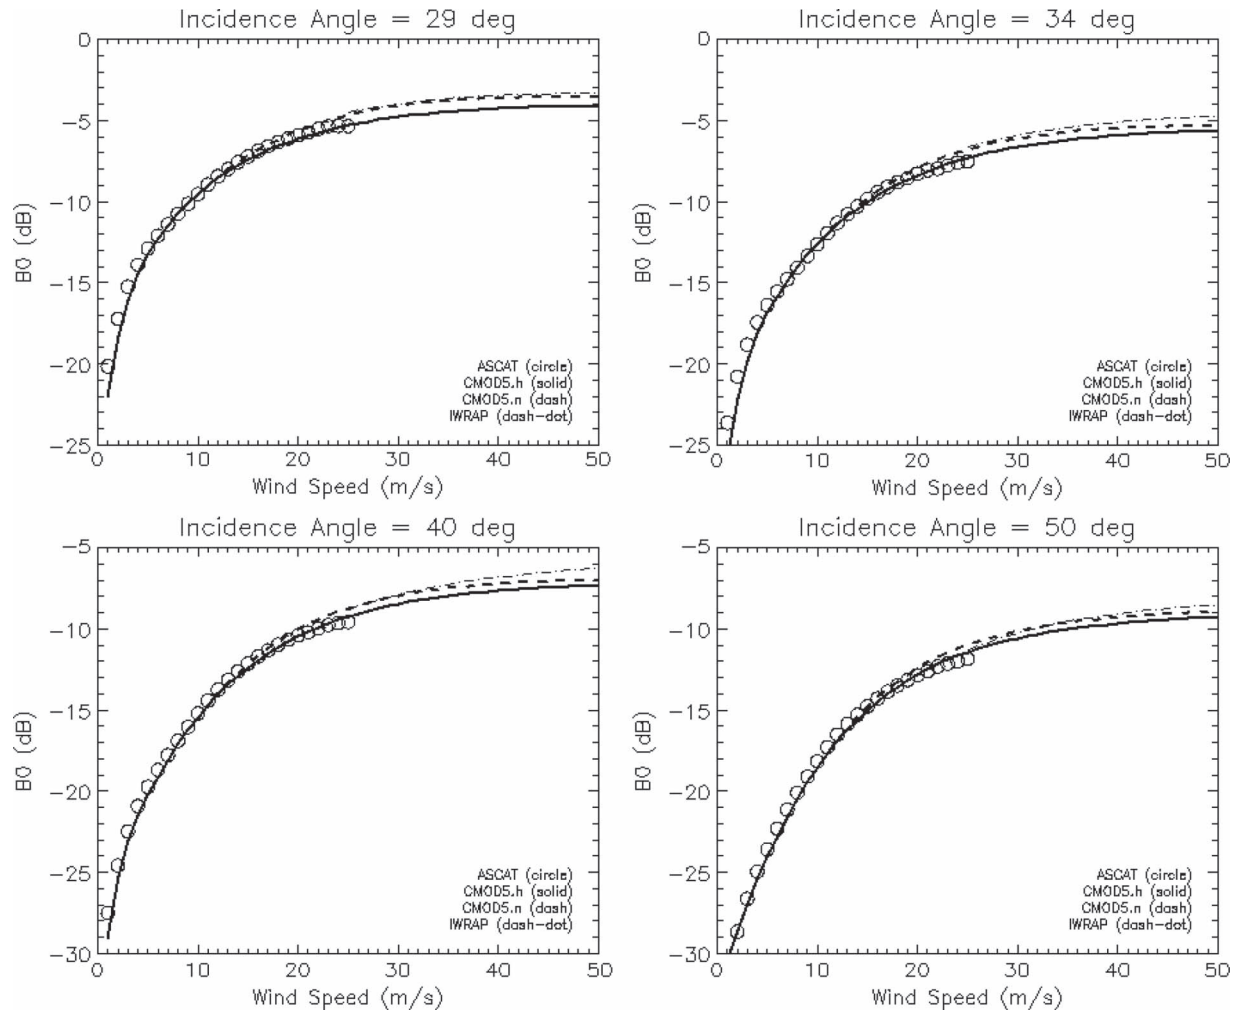 Incidence Angle = 29 deg
0
−5
−10
−15
−20
−25
B0 (dB)
ASCAT (circle)
CMOD5.h (solid)
CMOD5.n (dash)
IWRAP (dash-dot)
0 10 20 30 40 50
Wind Speed (m/s)
Incidence Angle = 34 deg
0
−5
−10
−15
−20
−25
B0 (dB)
ASCAT (circle)
CMOD5.h (solid)
CMOD5.n (dash)
IWRAP (dash-dot)
0 10 20 30 40 50
Wind Speed (m/s)
Incidence Angle = 40 deg
−5
−10
−15
−20
−25
−30
B0 (dB)
ASCAT (circle)
CMOD5.h (solid)
CMOD5.n (dash)
IWRAP (dash-dot)
0 10 20 30 40 50
Wind Speed (m/s)
Incidence Angle = 50 deg
−5
−10
−15
−20
−25
−30
B0 (dB)
ASCAT (circle)
CMOD5.h (solid)
CMOD5.n (dash)
IWRAP (dash-dot)
0 10 20 30 40 50
Wind Speed (m/s)